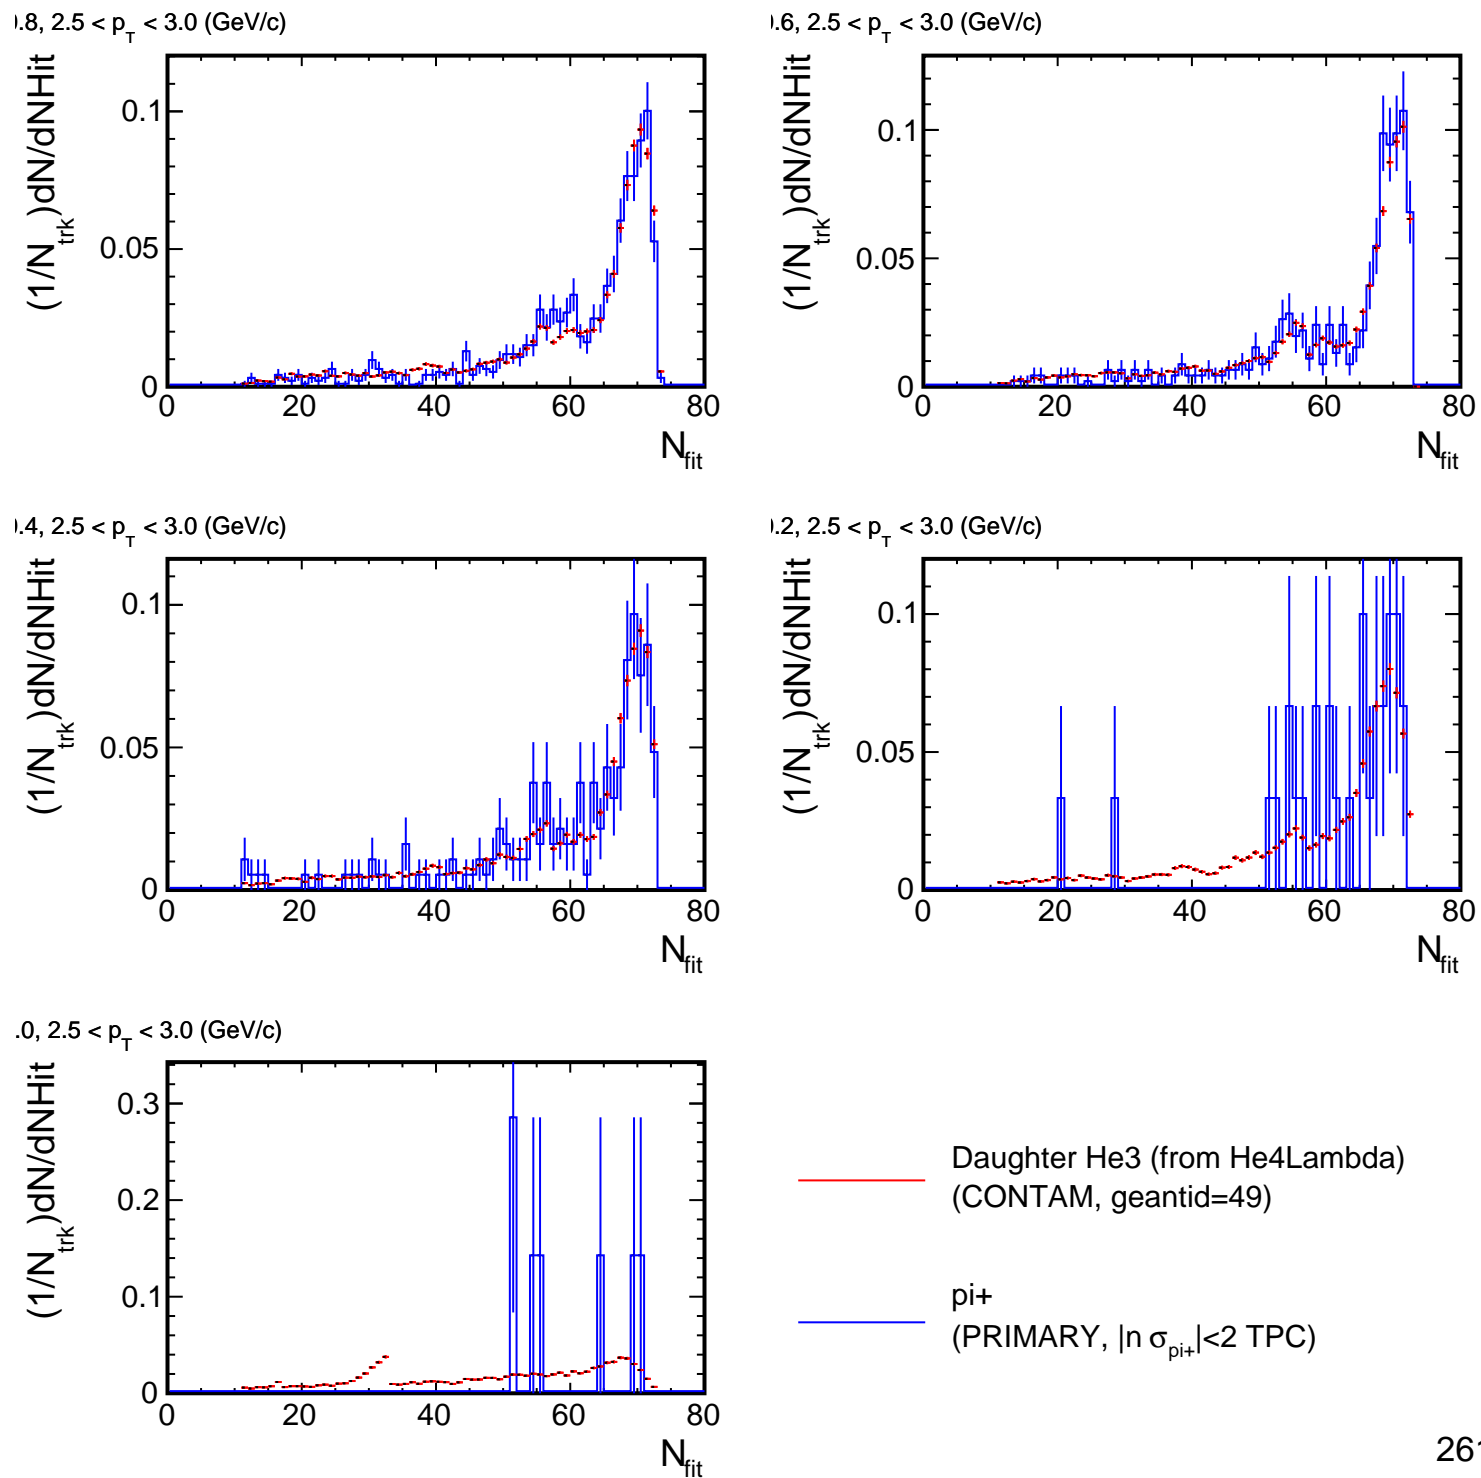 ).8, 2.5 < p_T < 3.0 (GeV/c)
(1/N_trk)dN/dNHit
0.1
0.05
0
0 20 40 60 80
N_fit
).6, 2.5 < p_T < 3.0 (GeV/c)
(1/N_trk)dN/dNHit
0.1
0.05
0
0 20 40 60 80
N_fit
).4, 2.5 < p_T < 3.0 (GeV/c)
(1/N_trk)dN/dNHit
0.1
0.05
0
0 20 40 60 80
N_fit
).2, 2.5 < p_T < 3.0 (GeV/c)
(1/N_trk)dN/dNHit
0.1
0.05
0
0 20 40 60 80
N_fit
.0, 2.5 < p_T < 3.0 (GeV/c)
(1/N_trk)dN/dNHit
0.3
0.2
0.1
0
0 20 40 60 80
N_fit
Daughter He3 (from He4Lambda)
(CONTAM, geantid=49)
pi+
(PRIMARY, |n σ_pi+|<2 TPC)
26